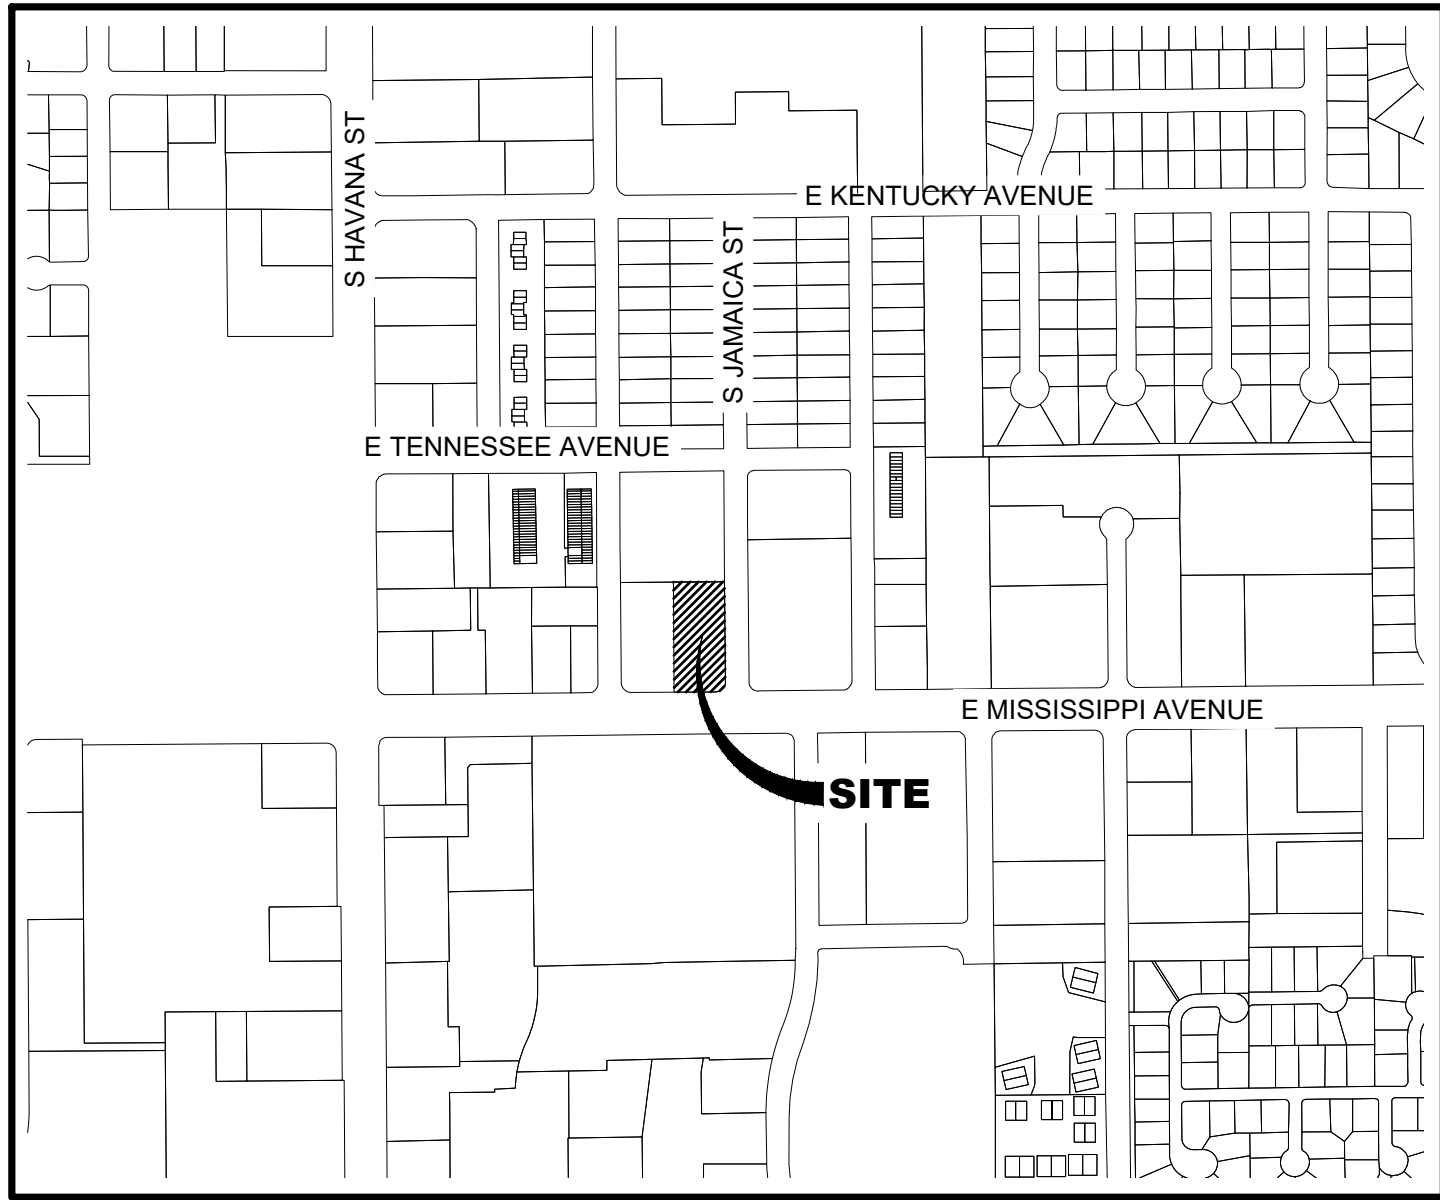 S HAVANA ST
E KENTUCKY AVENUE
S JAMAICA ST
E TENNESSEE AVENUE
E MISSISSIPPI AVENUE
SITE